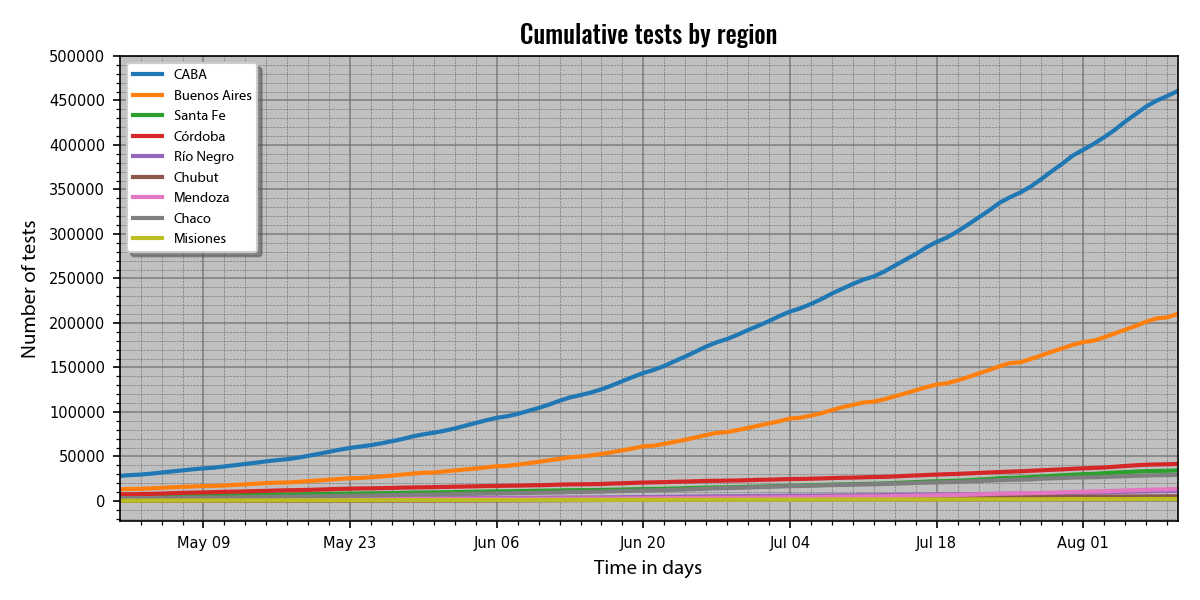 Cumulative tests by region
500000
450000
400000
350000
300000
250000
200000
150000
100000
50000
0
Number of tests
CABA
Buenos Aires
Santa Fe
Córdoba
Río Negro
Chubut
Mendoza
Chaco
Misiones
May 09 May 23 Jun 06 Jun 20 Jul 04 Jul 18 Aug 01
Time in days